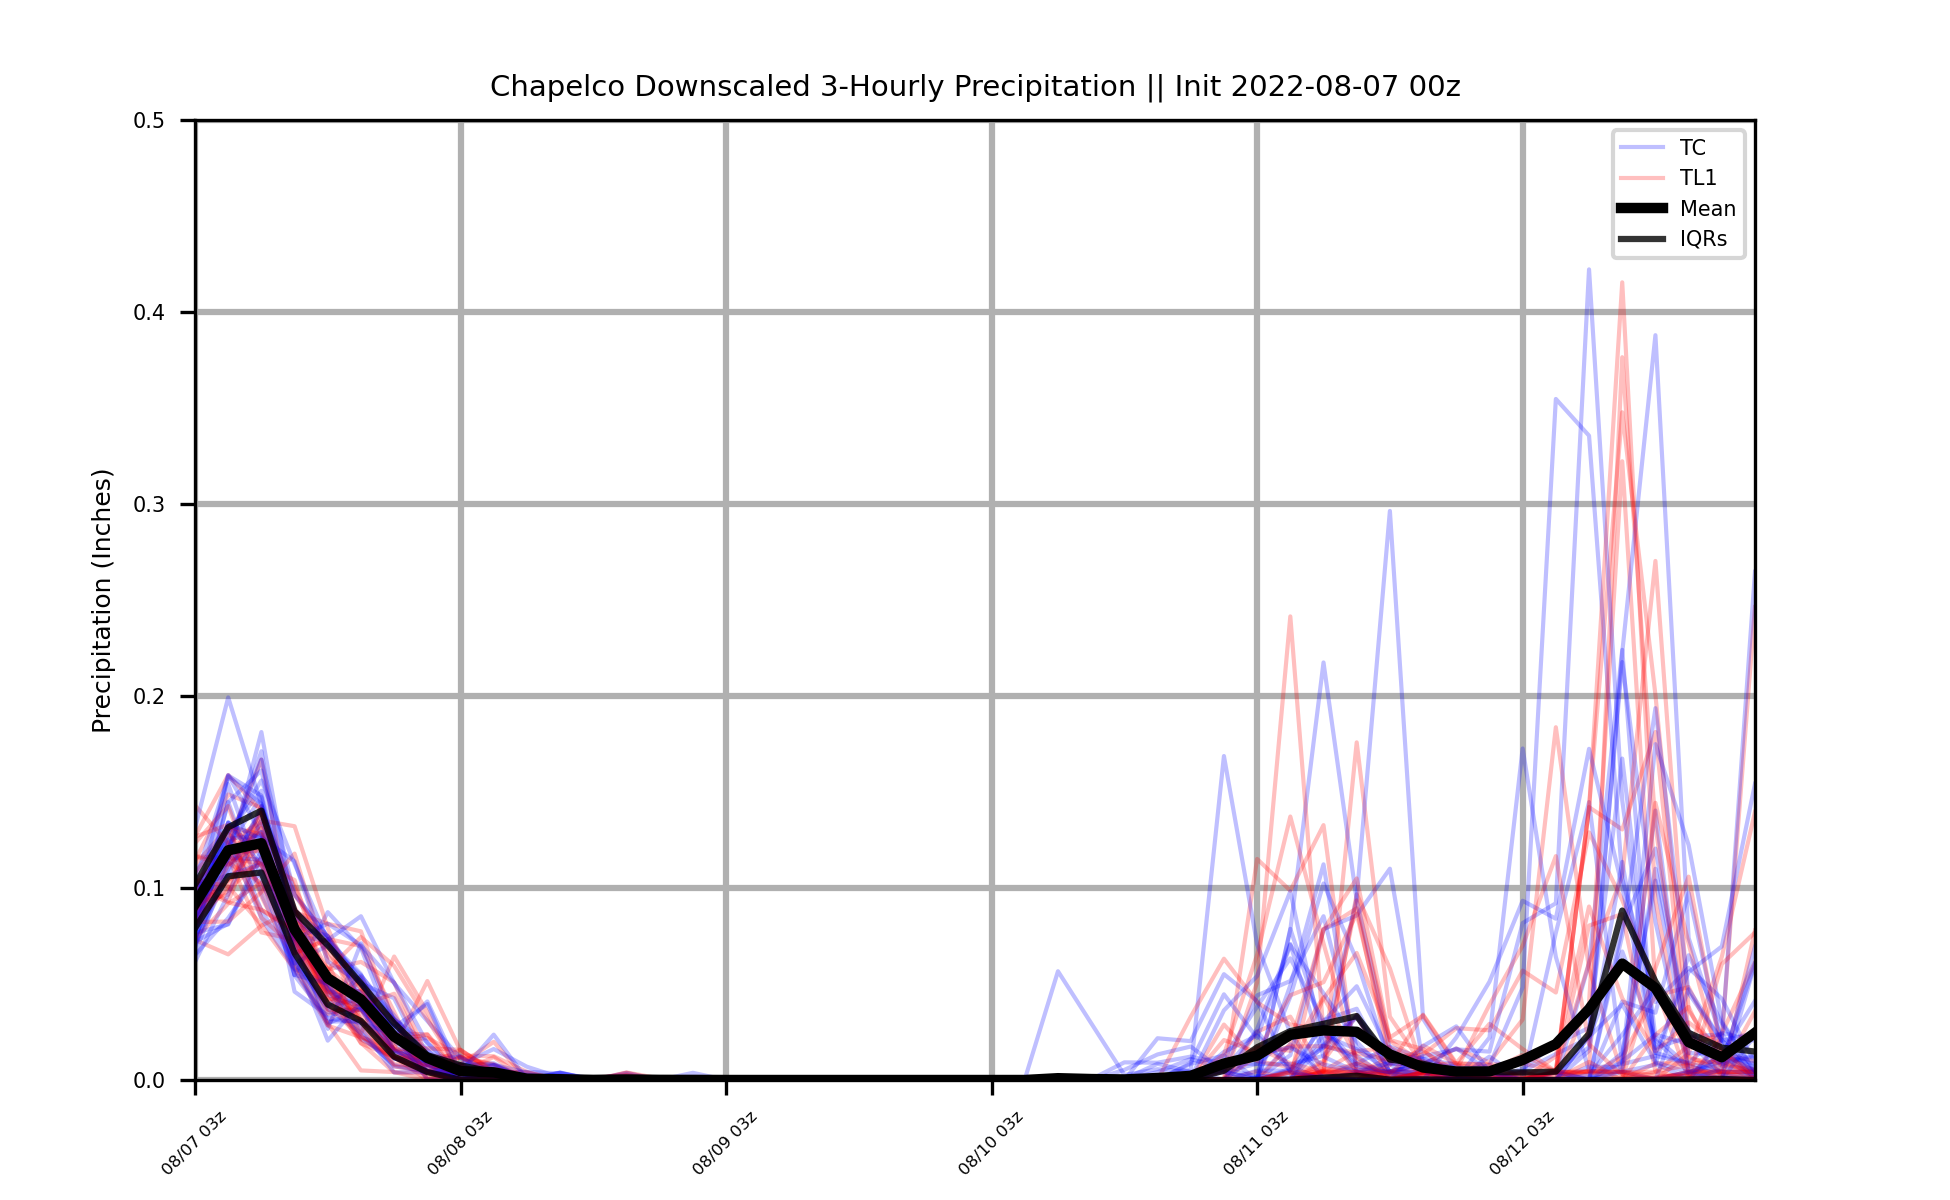 Chapelco Downscaled 3-Hourly Precipitation || Init 2022-08-07 00z
0.5
0.4
0.3
0.2
0.1
0.0
Precipitation (Inches)
TC
TL1
Mean
IQRs
08/07 03z
08/08 03z
08/09 03z
08/10 03z
08/11 03z
08/12 03z